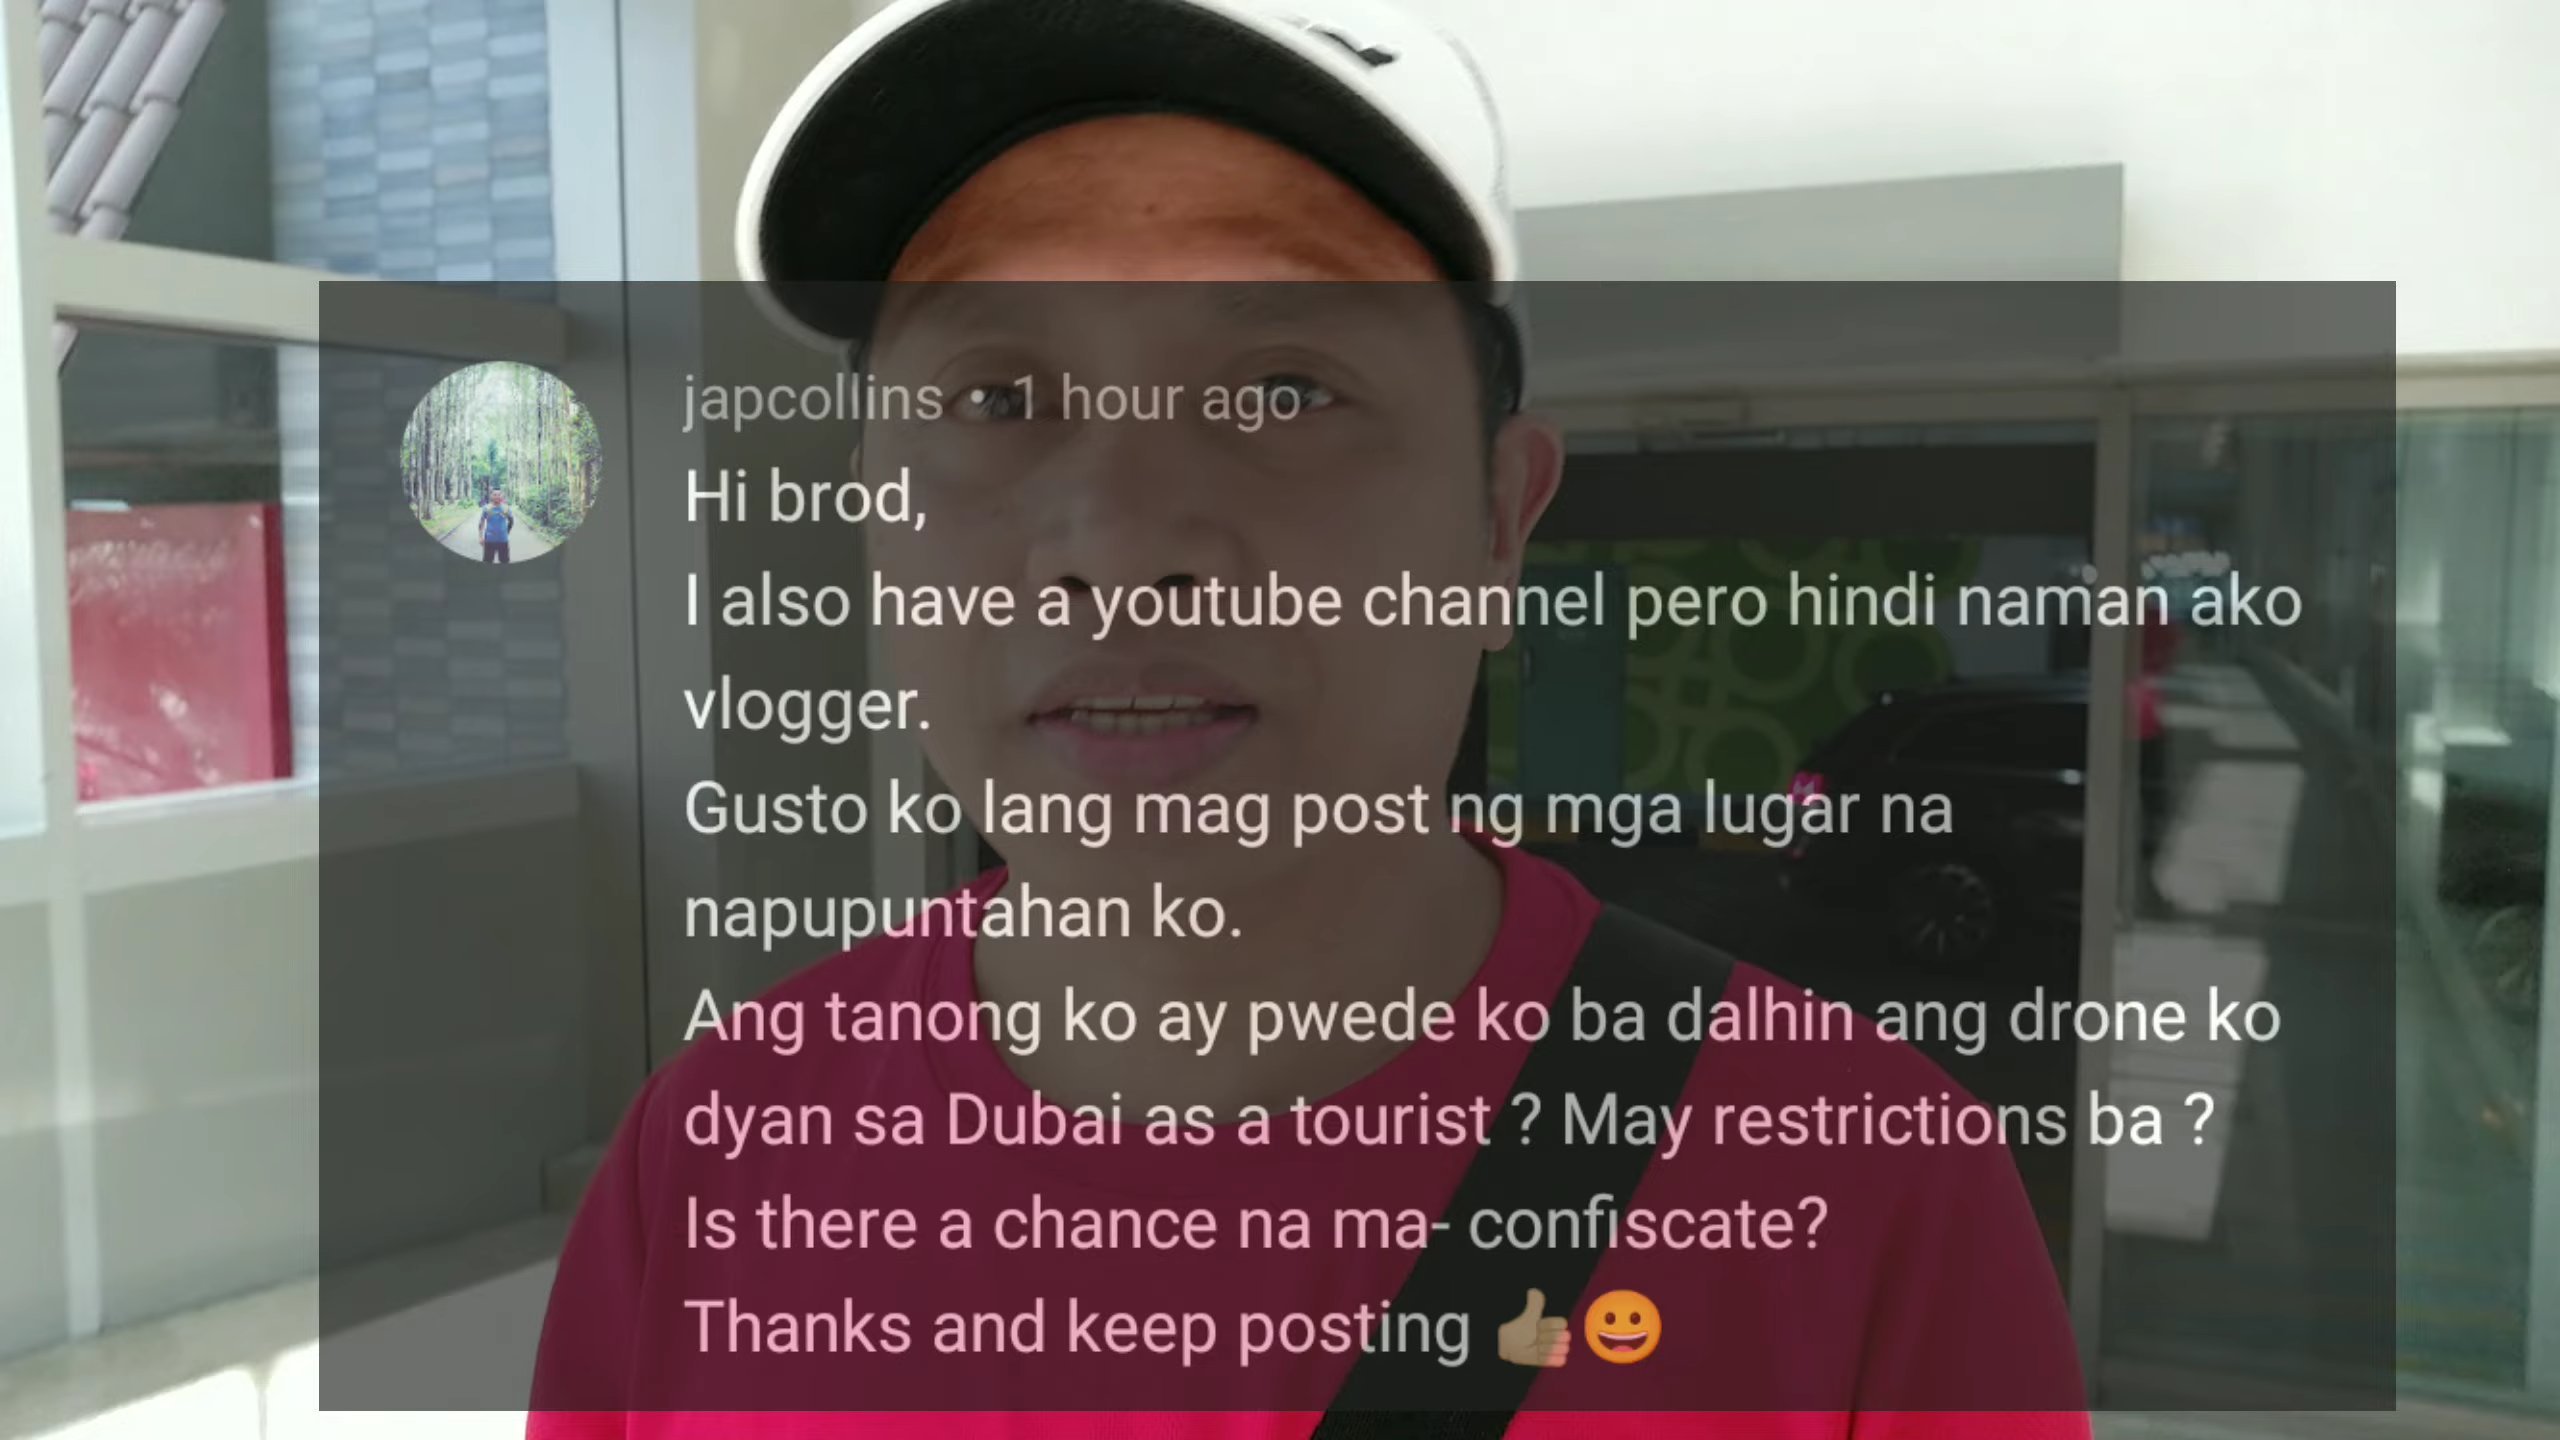 japcollins • 1 hour ago
Hi brod,
I also have a youtube channel pero hindi naman ako
vlogger.
Gusto ko lang mag post ng mga lugar na
napupuntahan ko.
Ang tanong ko ay pwede ko ba dalhin ang drone ko
dyan sa Dubai as a tourist ? May restrictions ba ?
Is there a chance na ma- confiscate?
Thanks and keep posting 👍🏽😀